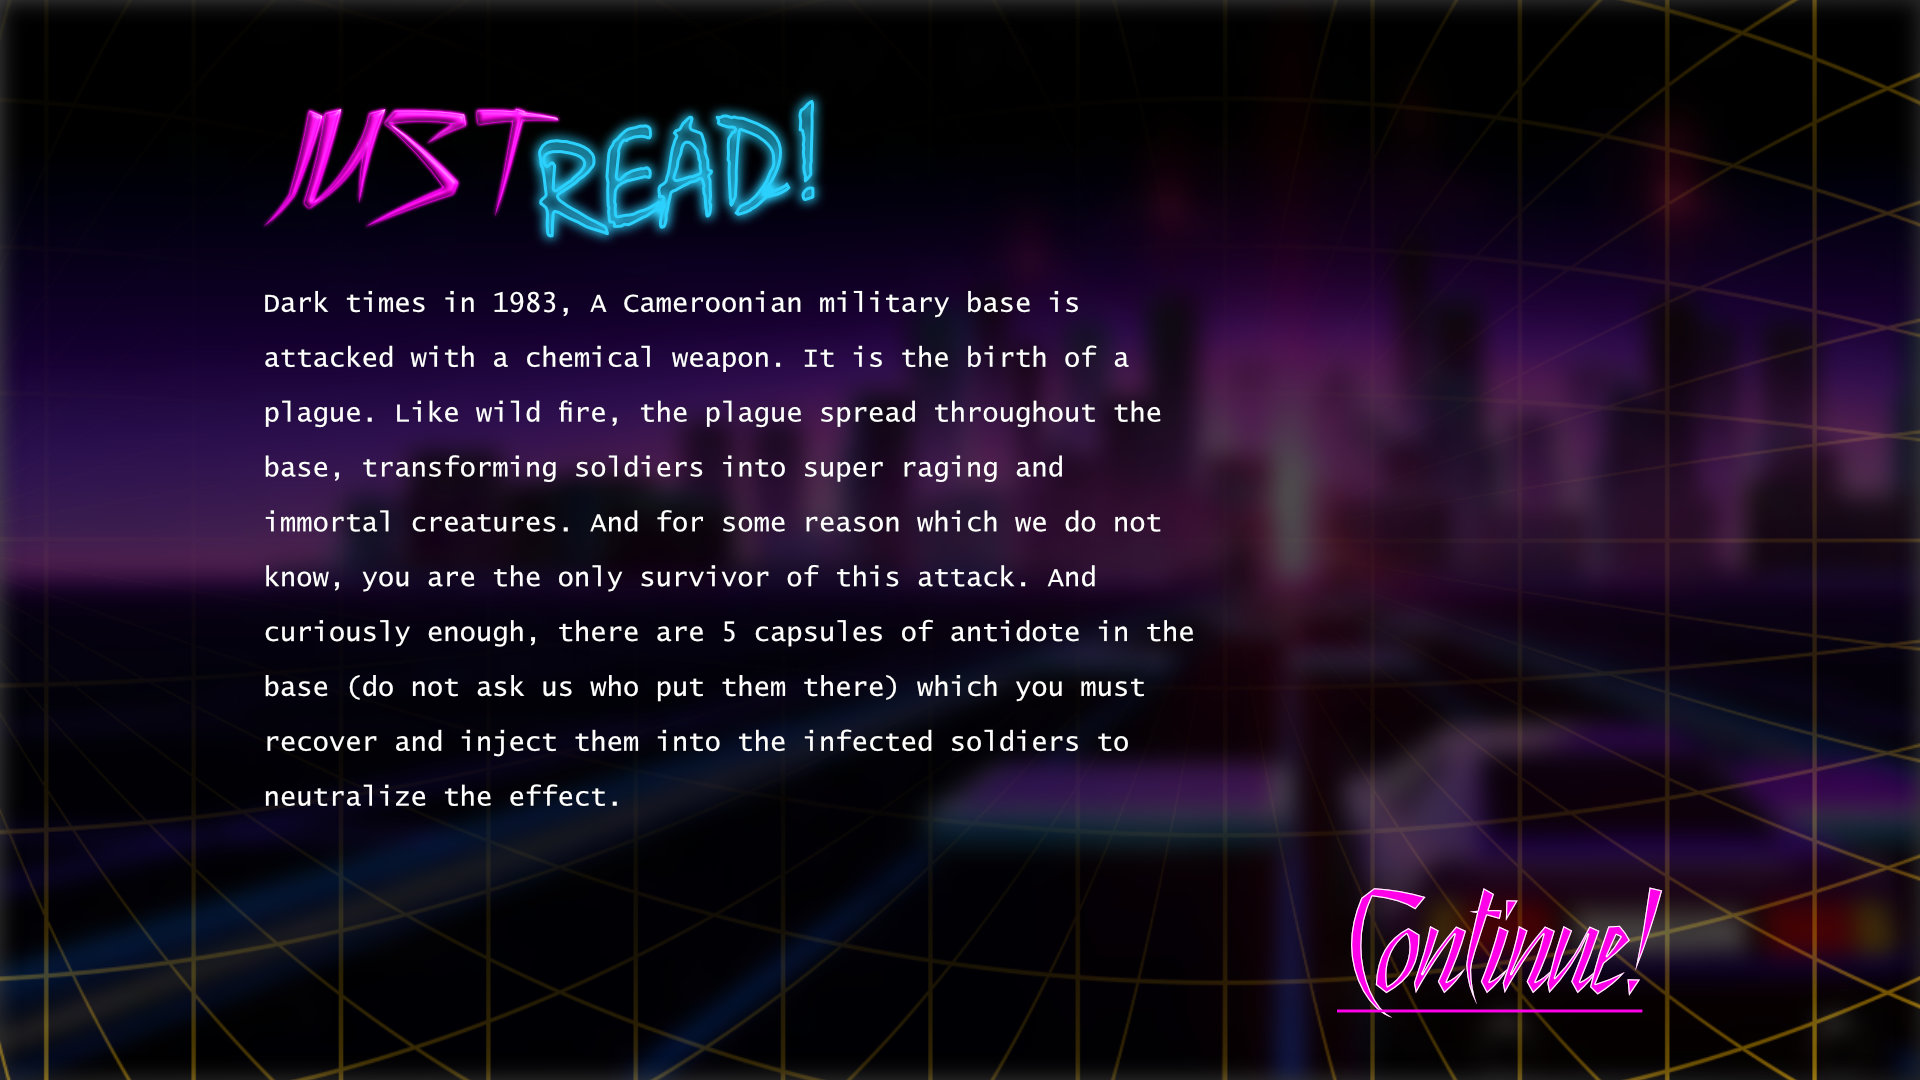 JUST READ!
Dark times in 1983, A Cameroonian military base is
attacked with a chemical weapon. It is the birth of a
plague. Like wild fire, the plague spread throughout the
base, transforming soldiers into super raging and
immortal creatures. And for some reason which we do not
know, you are the only survivor of this attack. And
curiously enough, there are 5 capsules of antidote in the
base (do not ask us who put them there) which you must
recover and inject them into the infected soldiers to
neutralize the effect.
Continue!